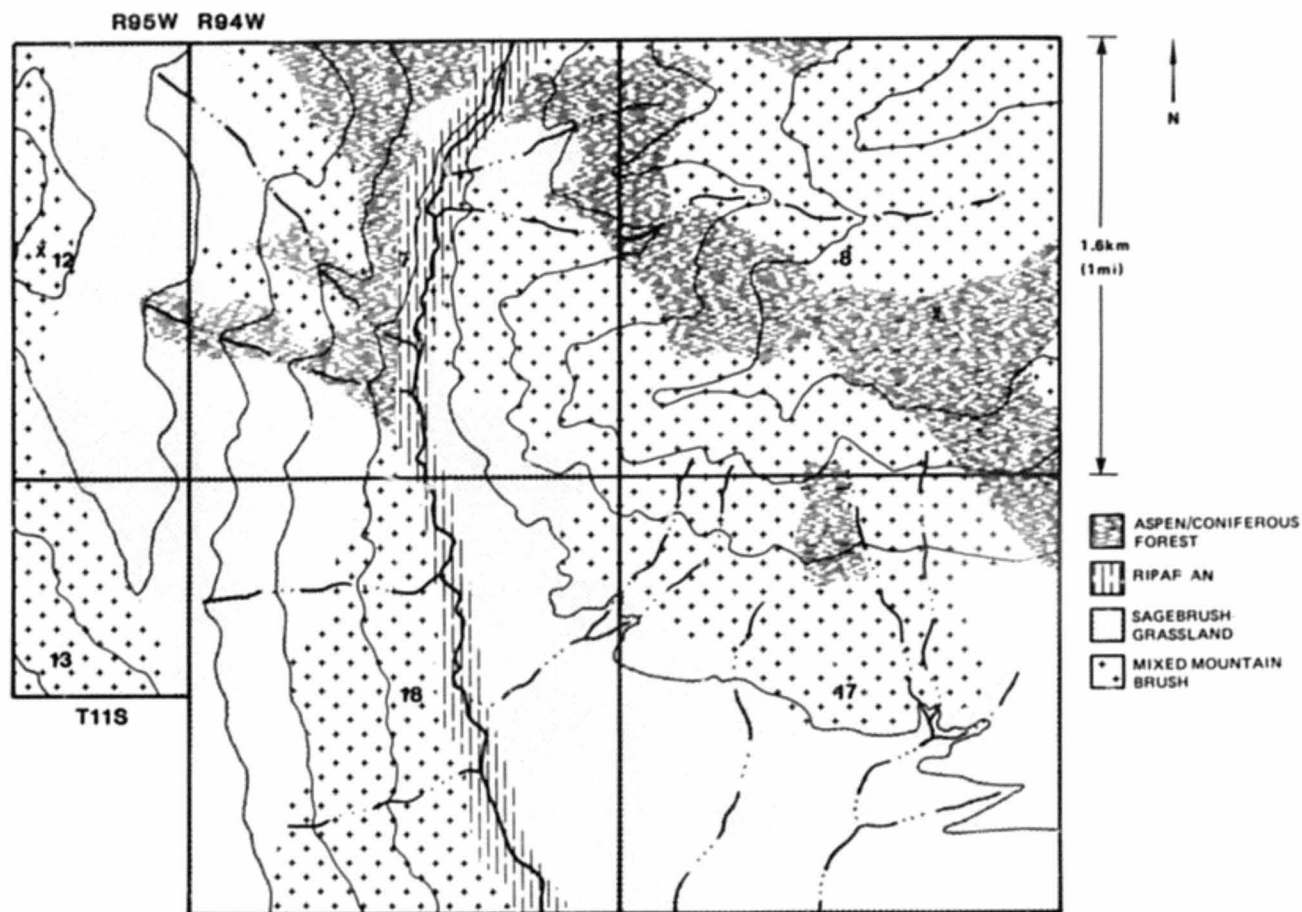 R95W R94W
N
12
7
8
1.6km
(1mi)
ASPEN/CONIFEROUS
FOREST
RIPAF AN
SAGEBRUSH-
GRASSLAND
MIXED MOUNTAIN
BRUSH
13
18
17
T11S